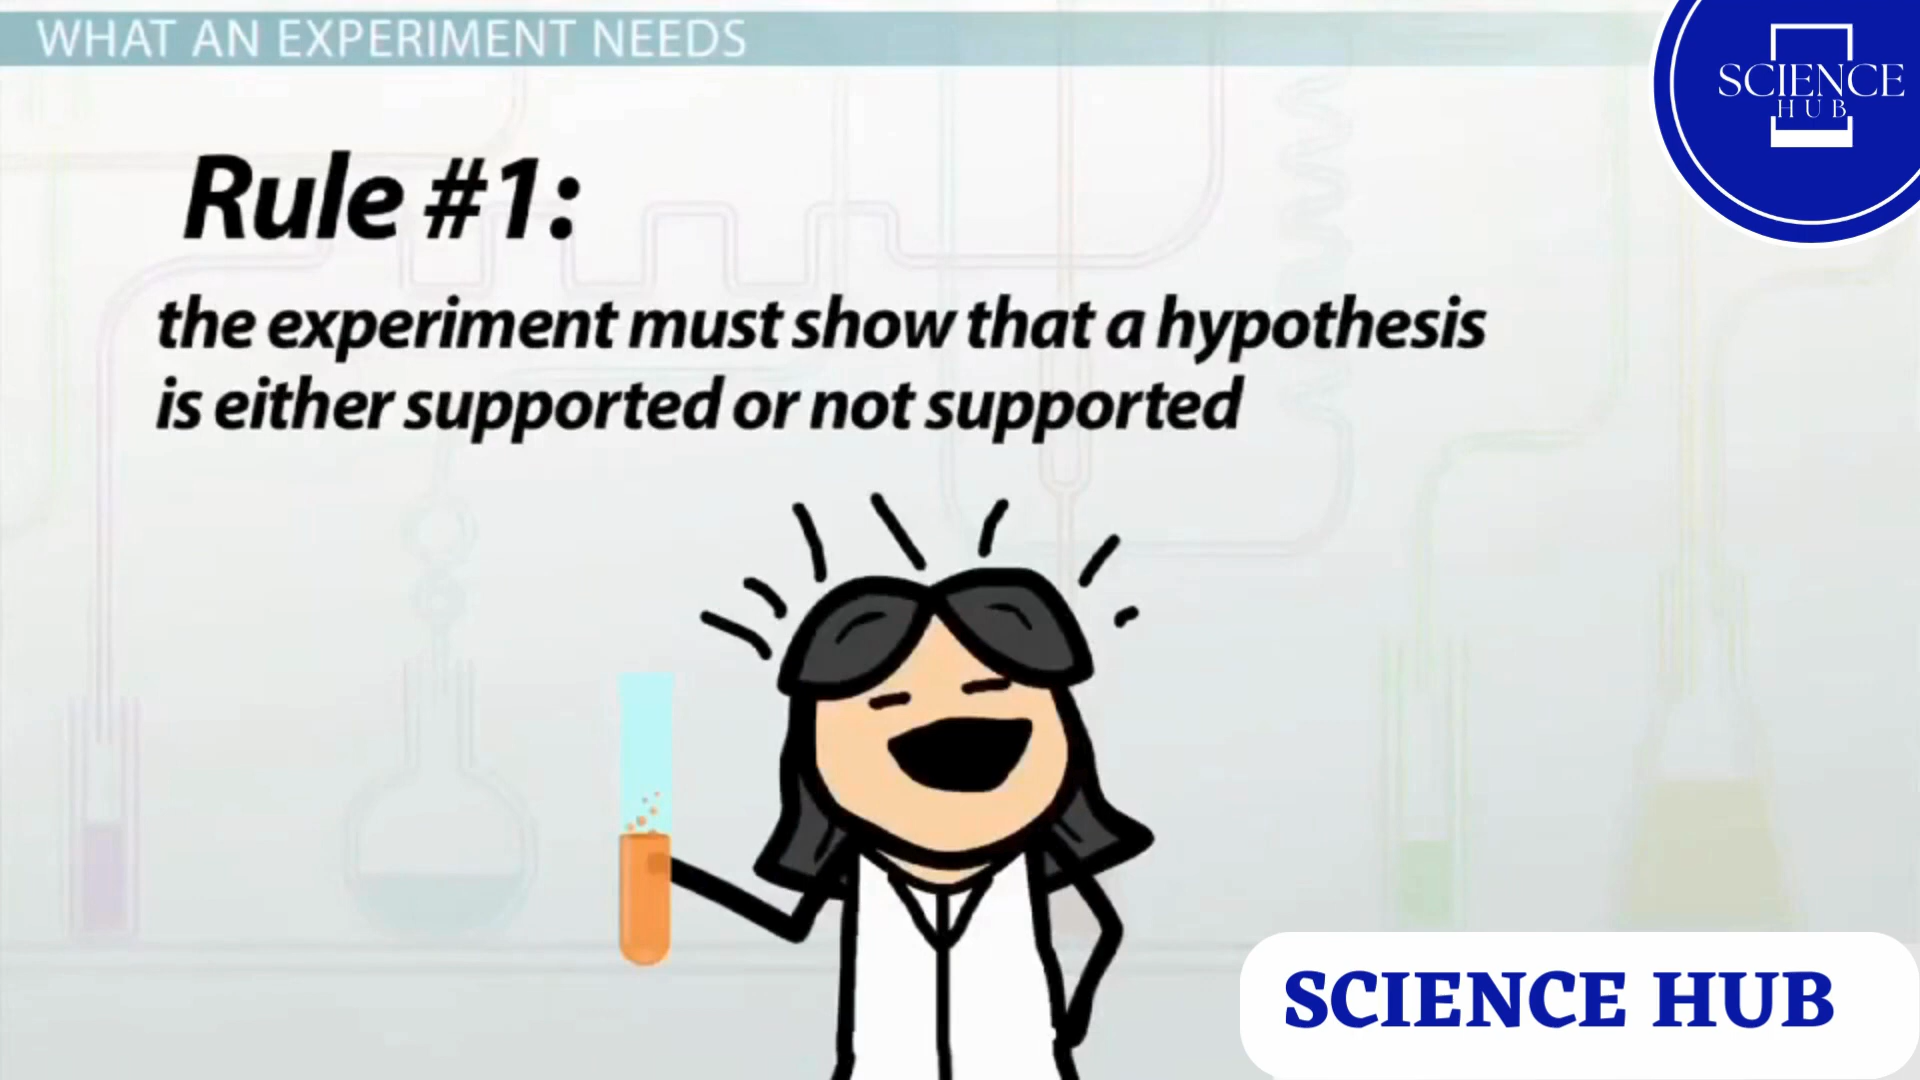 WHAT AN EXPERIMENT NEEDS
SCIENCE
HUB
Rule #1:
the experiment must show that a hypothesis
is either supported or not supported
SCIENCE HUB